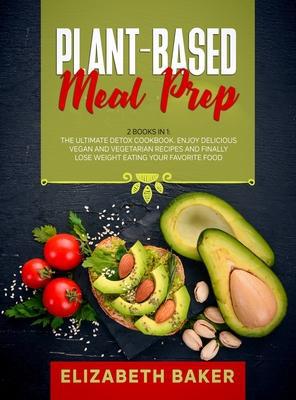 PLANT-BASED
Meal Prep
2 BOOKS IN 1:
THE ULTIMATE DETOX COOKBOOK. ENJOY DELICIOUS
VEGAN AND VEGETARIAN RECIPES AND FINALLY
LOSE WEIGHT EATING YOUR FAVORITE FOOD
ELIZABETH BAKER